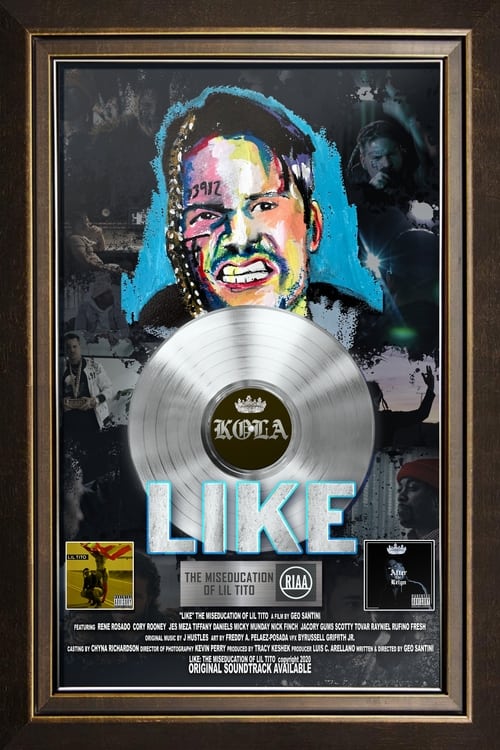 3912
KOLA
LIKE
THE MISEDUCATION
OF LIL TITO
RIAA
LIL TITO
After
the
Reign
"LIKE" THE MISEDUCATION OF LIL TITO A FILM BY GEO SANTINI
FEATURING RENE ROSADO CORY ROONEY JES MEZA TIFFANY DANIELS MICKY MUNDAY NICK FINCH JACORY GUMS SCOTTY TOVAR RAYNIEL RUFINO FRESH
ORIGINAL MUSIC BY J HUSTLES ART BY FREDDY A. PELAEZ-POSADA VFX BYRUSSELL GRIFFITH JR.
CASTING BY CHYNA RICHARDSON DIRECTOR OF PHOTOGRAPHY KEVIN PERRY PRODUCED BY TRACY KESHEK PRODUCER LUIS C. ARELLANO WRITTEN & DIRECTED BY GEO SANTINI
LIKE: THE MISEDUCATION OF LIL TITO copyright 2020
ORIGINAL SOUNDTRACK AVAILABLE